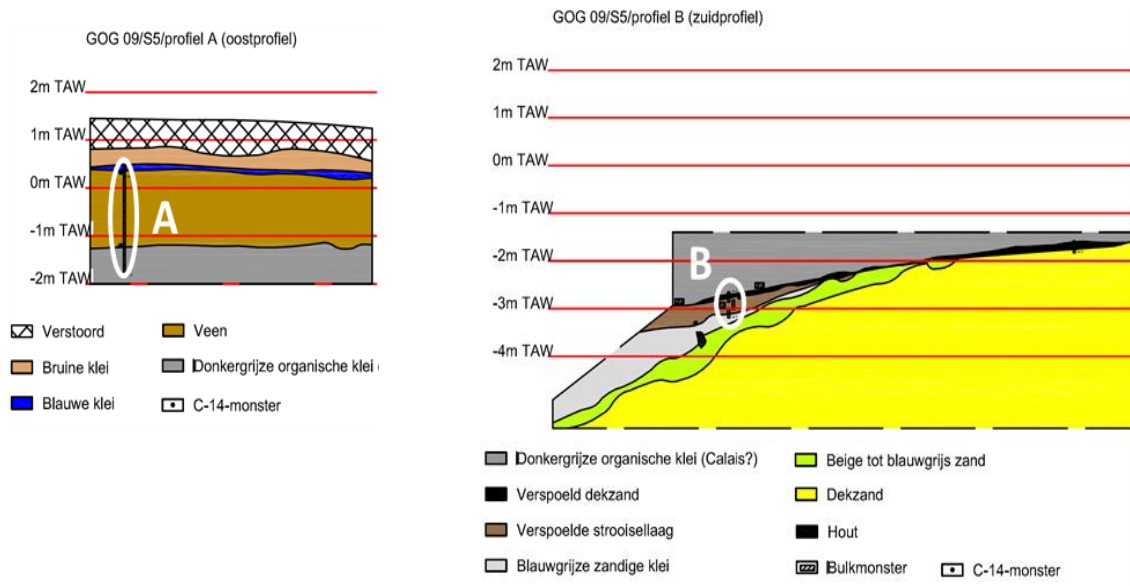 GOG 09/S5/profiel A (oostprofiel)
2m TAW
1m TAW
0m TAW
-1m TAW
-2m TAW
A
Verstoord
Veen
Bruine klei
Donkergrijze organische klei
Blauwe klei
C-14-monster
GOG 09/S5/profiel B (zuidprofiel)
2m TAW
1m TAW
0m TAW
-1m TAW
-2m TAW
-3m TAW
-4m TAW
B
Donkergrijze organische klei (Calais?)
Beige tot blauwgrijs zand
Verspoeld dekzand
Dekzand
Verspoelde strooisellaag
Hout
Blauwgrijze zandige klei
Bulkmonster
C-14-monster